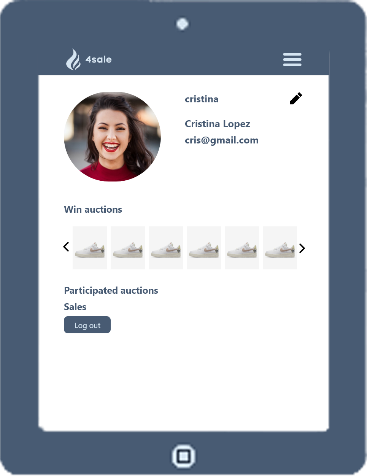 4sale
cristina
Cristina Lopez
cris@gmail.com
Win auctions
Participated auctions
Sales
Log out